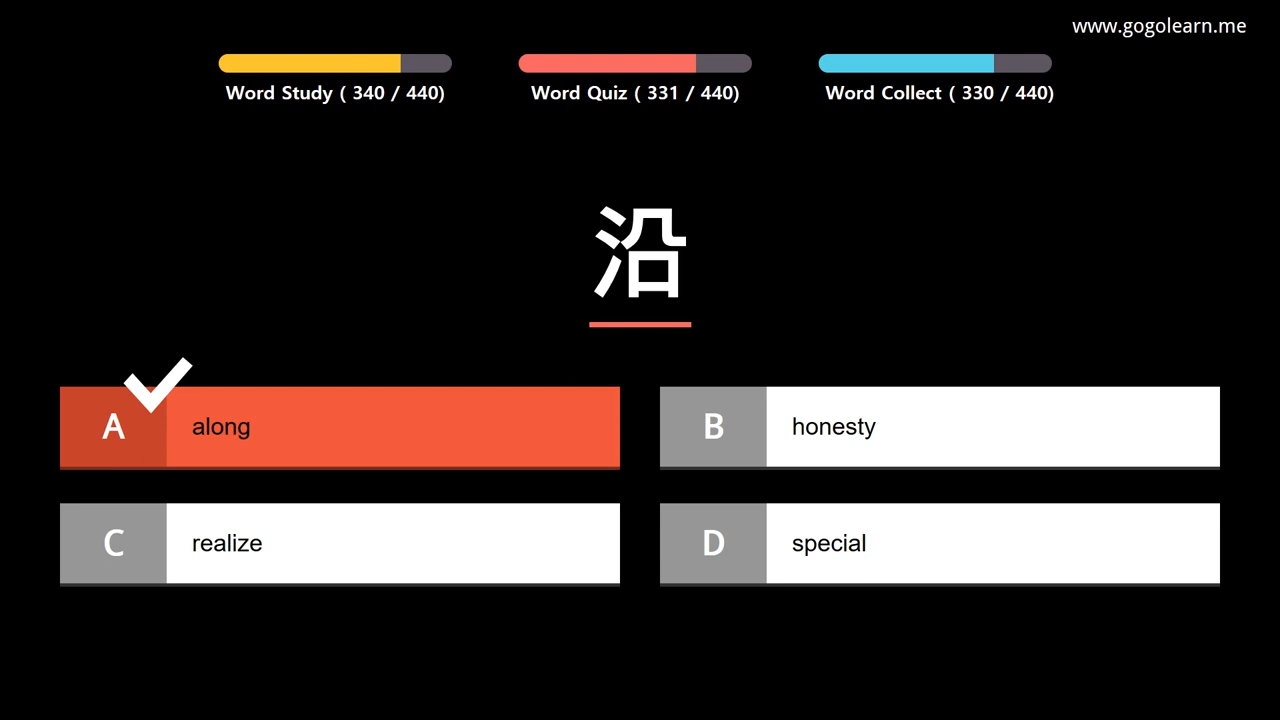 www.gogolearn.me
Word Study ( 340 / 440)
Word Quiz ( 331 / 440)
Word Collect ( 330 / 440)
沿
A along
B honesty
C realize
D special